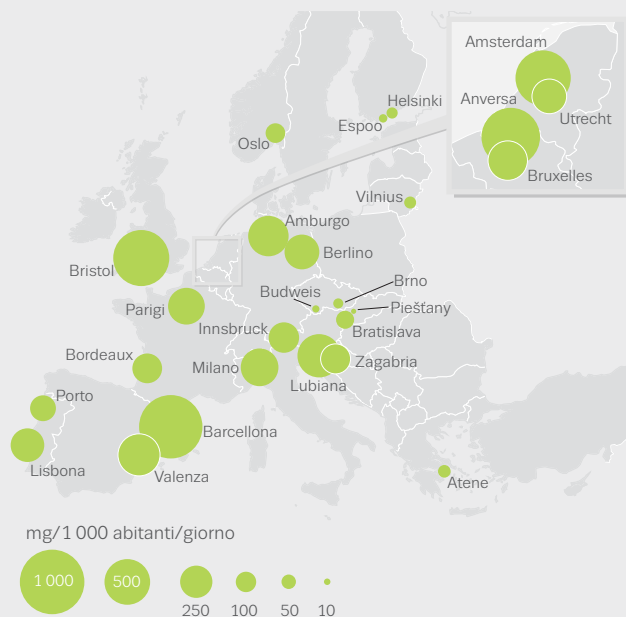 Amsterdam
Anversa
Utrecht
Bruxelles
Helsinki
Espoo
Oslo
Vilnius
Amburgo
Berlino
Bristol
Brno
Budweis
Piešťany
Parigi
Innsbruck
Bratislava
Bordeaux
Milano
Zagabria
Lubiana
Porto
Barcellona
Lisbona
Valenza
Atene
mg/1 000 abitanti/giorno
1 000
500
250
100
50
10